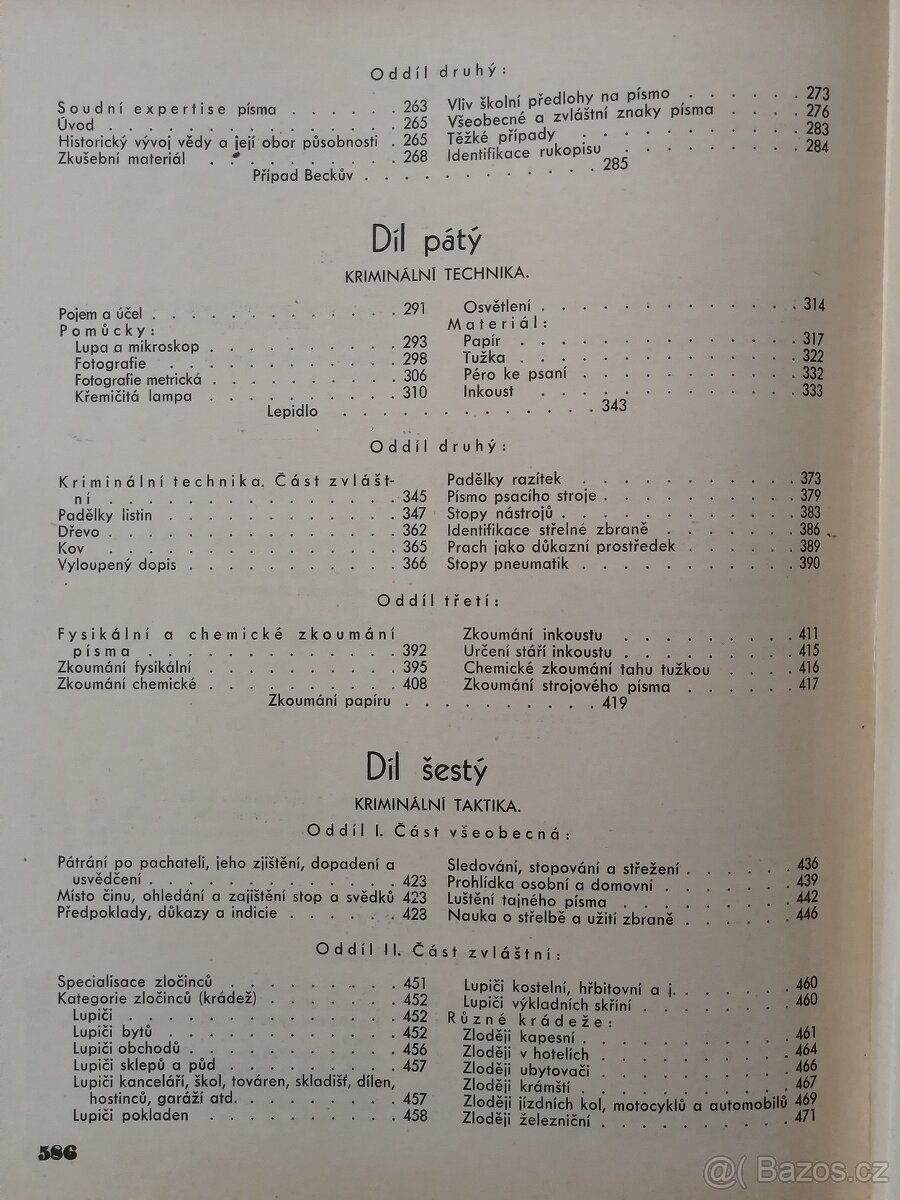 Oddíl druhý:
Soudní expertise písma . . . . . . 263
Úvod . . . . . . . . . . . . . . 265
Historický vývoj vědy a její obor působnosti . 265
Zkušební materiál . . . . . . . . . 268
Vliv školní předlohy na písmo . . . . . . 273
Všeobecné a zvláštní znaky písma . . . . 276
Těžké případy . . . . . . . . . . . 283
Identifikace rukopisu . . . . . . . . . 284
Případ Beckův . . . . . . . . . . . . 285
Díl pátý
KRIMINÁLNÍ TECHNIKA.
Pojem a účel . . . . . . . . . . . . 291
Pomůcky:
Lupa a mikroskop . . . . . . . . . 293
Fotografie . . . . . . . . . . . 298
Fotografie metrická . . . . . . . . . 306
Křemičitá lampa . . . . . . . . . 310
Osvětlení . . . . . . . . . . . . . 314
Materiál:
Papír . . . . . . . . . . . . . 317
Tužka . . . . . . . . . . . . . 322
Péro ke psaní . . . . . . . . . . 332
Inkoust . . . . . . . . . . . . 333
Lepidlo . . . . . . . . . . . . 343
Oddíl druhý:
Kriminální technika. Část zvlášt-
ní . . . . . . . . . . . . . . 345
Padělky listin . . . . . . . . . . . 347
Dřevo . . . . . . . . . . . . . . 362
Kov . . . . . . . . . . . . . . 365
Vyloupený dopis . . . . . . . . . . 366
Padělky razítek . . . . . . . . . . 373
Písmo psacího stroje . . . . . . . . . 379
Stopy nástrojů . . . . . . . . . . . 383
Identifikace střelné zbraně . . . . . . . 386
Prach jako důkazní prostředek . . . . . . 389
Stopy pneumatik . . . . . . . . . . 390
Oddíl třetí:
Fysikální a chemické zkoumání
písma . . . . . . . . . . . . . 392
Zkoumání fysikální . . . . . . . . . 395
Zkoumání chemické . . . . . . . . . 408
Zkoumání inkoustu . . . . . . . . 411
Určení stáří inkoustu . . . . . . . . 415
Chemické zkoumání tahu tužkou . . . . 416
Zkoumání strojového písma . . . . . . 417
Zkoumání papíru . . . . . . . . . . 419
Díl šestý
KRIMINÁLNÍ TAKTIKA.
Oddíl I. Část všeobecná:
Pátrání po pachateli, jeho zjištění, dopadení a
usvědčení . . . . . . . . . . . . 423
Místo činu, ohledání a zajištění stop a svědků 423
Předpoklady, důkazy a indicie . . . . . . 423
Sledování, stopování a střežení . . . . . . 436
Prohlídka osobní a domovní . . . . . . . 439
Luštění tajného písma . . . . . . . . . 442
Nauka o střelbě a užití zbraně . . . . . . 446
Oddíl II. Část zvláštní:
Specialisace zločinců . . . . . . . . . 451
Kategorie zločinců (krádež) . . . . . . . 452
Lupiči . . . . . . . . . . . . . 452
Lupiči bytů . . . . . . . . . . . 452
Lupiči obchodů . . . . . . . . . . 456
Lupiči sklepů a půd . . . . . . . . 457
Lupiči kanceláří, škol, továren, skladišť, dílen,
hostinců, garáží atd. . . . . . . . . 457
Lupiči pokladen . . . . . . . . . 458
Lupiči kostelní, hřbitovní a j. . . . . . . 460
Lupiči výkladních skříní . . . . . . . 460
Různé krádeže:
Zloději kapesní . . . . . . . . . . 461
Zloději v hotelích . . . . . . . . . 464
Zloději ubytovači . . . . . . . . . 466
Zloději krámští . . . . . . . . . . 467
Zloději jízdních kol, motocyklů a automobilů 469
Zloději železniční . . . . . . . . . 471
586
@( Bazos.cz